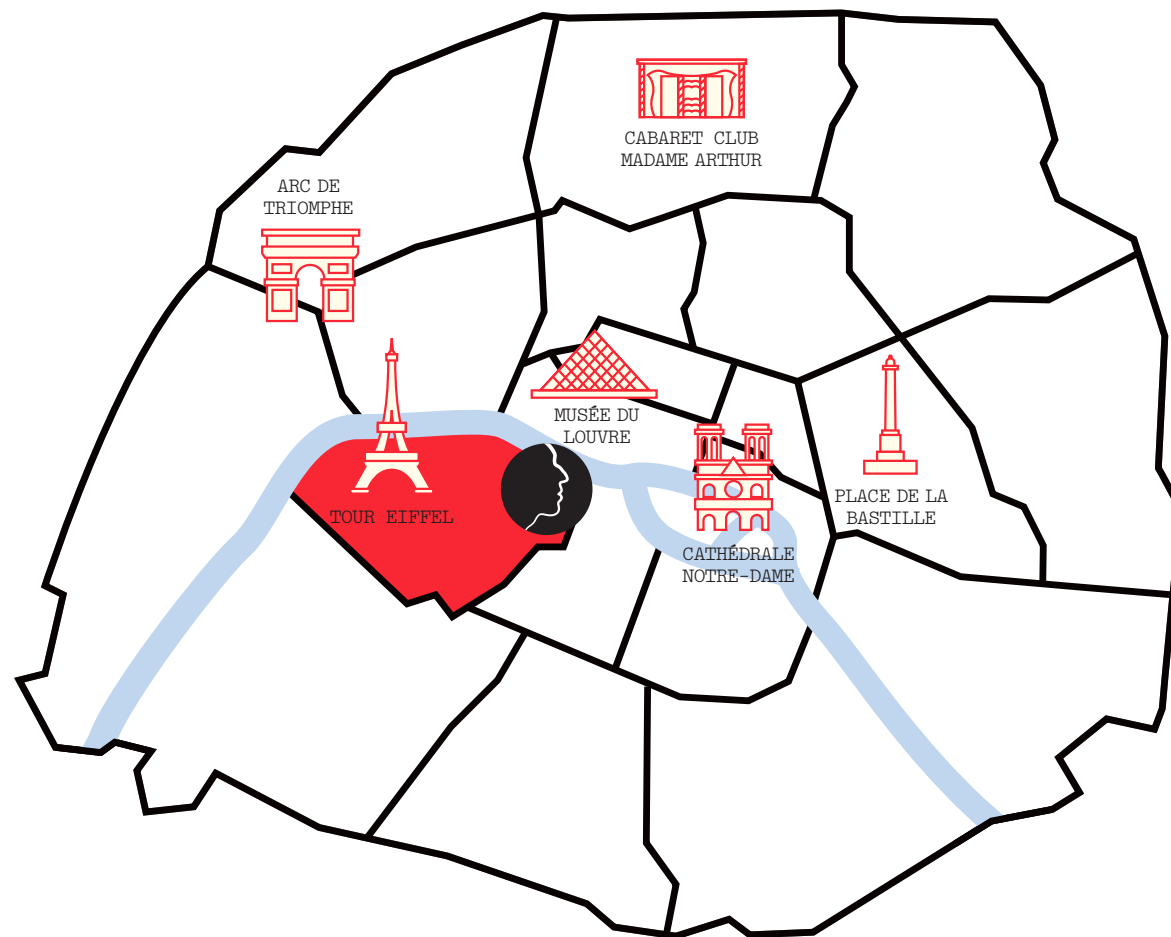 CABARET CLUB
MADAME ARTHUR
ARC DE
TRIOMPHE
MUSÉE DU
LOUVRE
PLACE DE LA
BASTILLE
TOUR EIFFEL
CATHÉDRALE
NOTRE-DAME